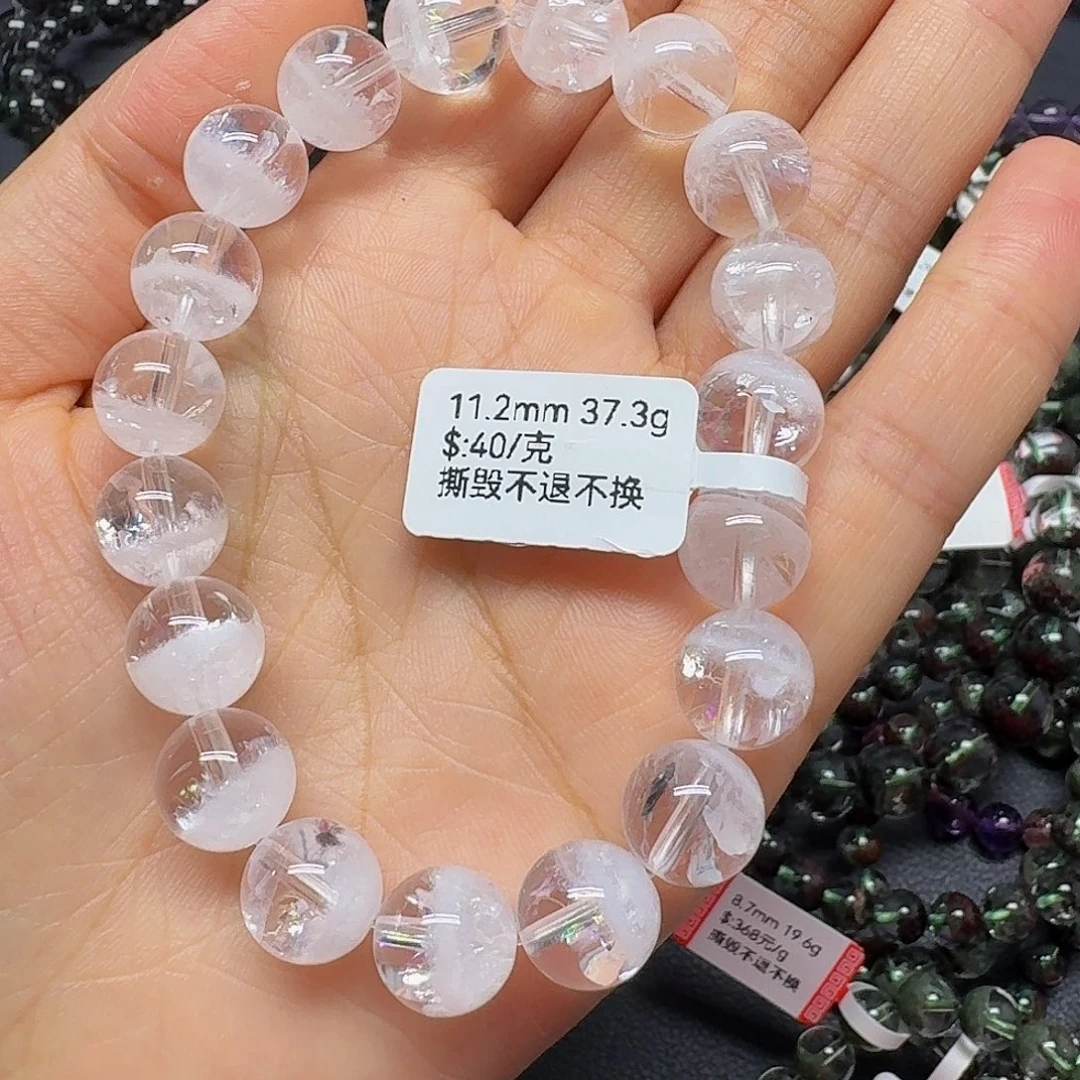 11.2mm 37.3g
$:40/克
撕毁不退不换
8.7mm 19.6g
$:368元/g
撕毁不退不换